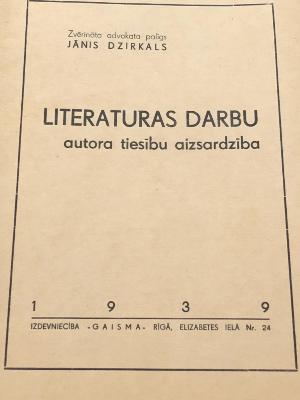 Zvērināta advokata palīgs
JĀNIS DZIRKALS
LITERATURAS DARBU
autora tiesību aizsardzība
1 9 3 9
IZDEVNIECĪBA «GAISMA» RĪGĀ, ELIZABETES IELĀ Nr. 24